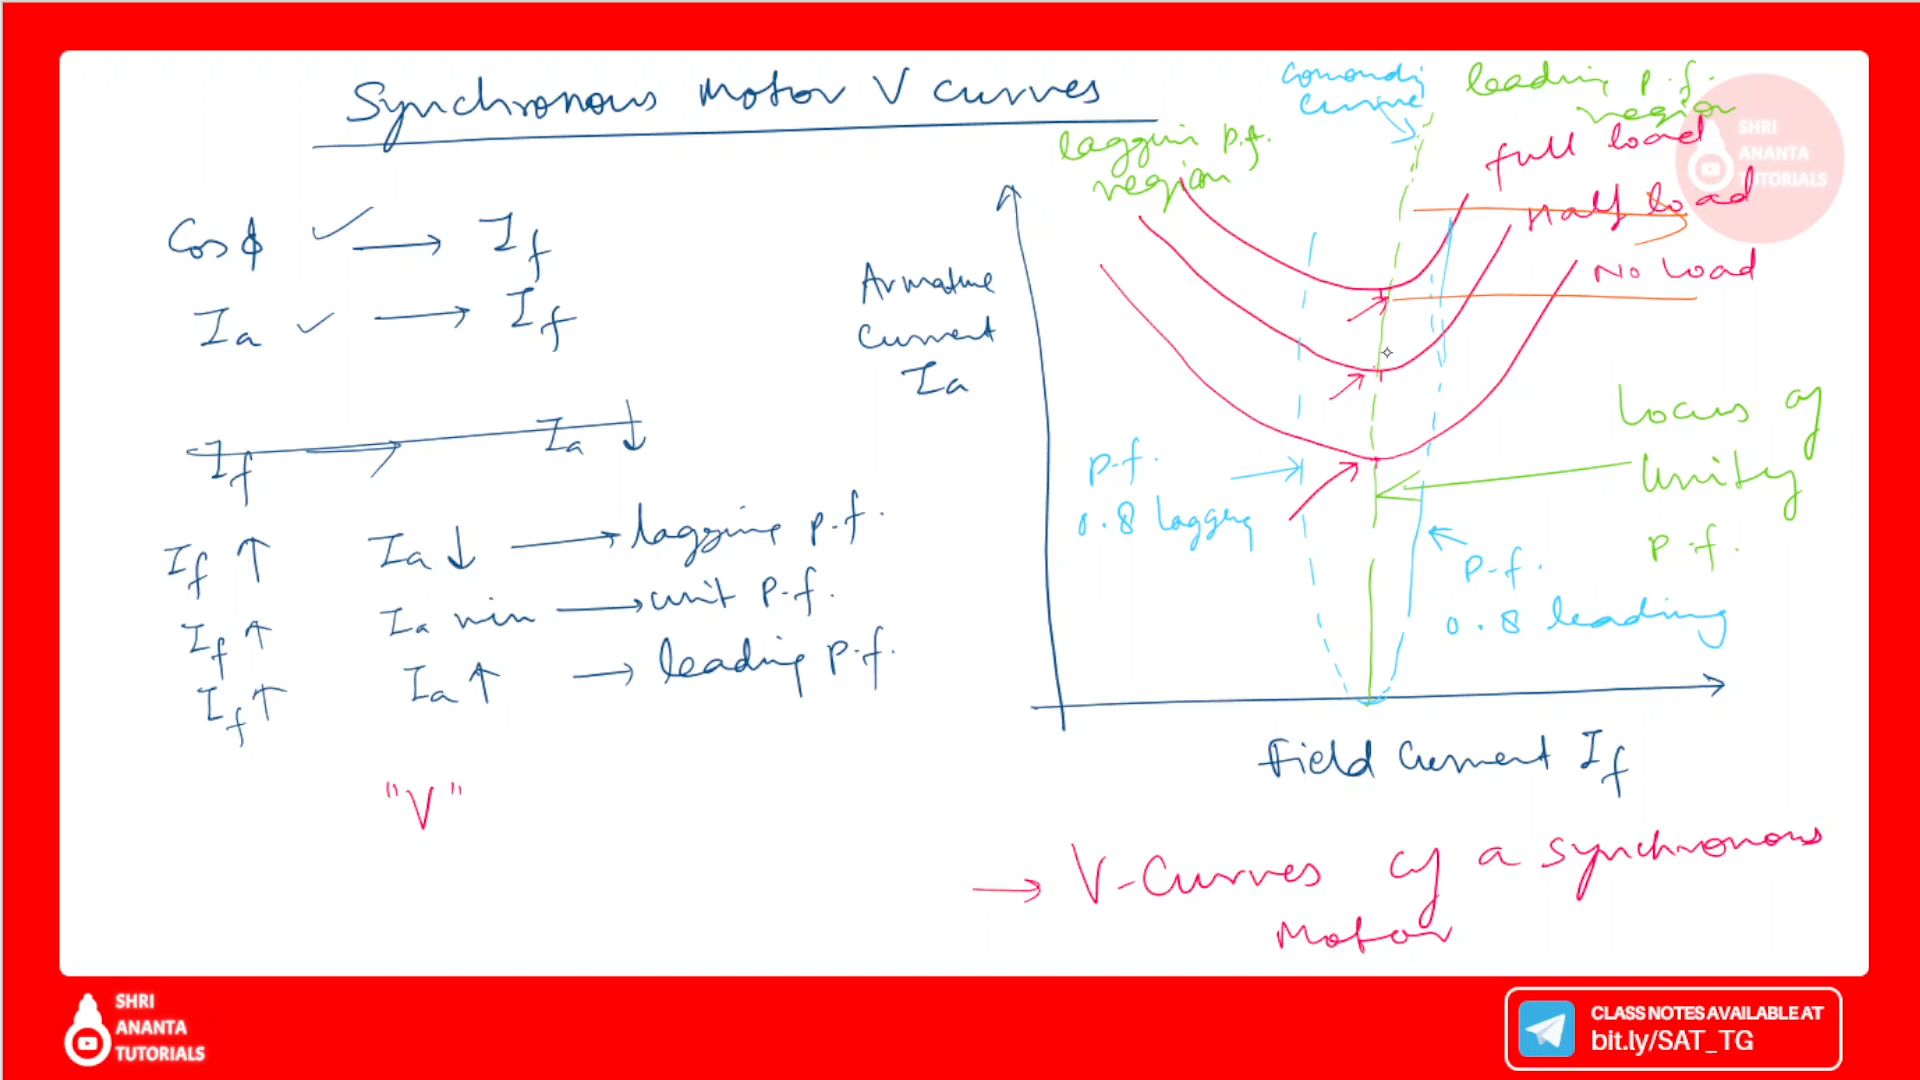 Synchronous Motor V curves
Cos φ ✓ → If
Ia ✓ → If
If → Ia ↓
If ↑ Ia ↓ → lagging p.f.
If ↑ Ia min → unit p.f.
If ↑ Ia ↑ → leading p.f.
"V"
lagging p.f.
region
curve
leading p.f.
region
full load
Half load
No load
Armature
Current
Ia
p.f.
0.8 lagging
Locus of
Unity
p.f.
p.f.
0.8 leading
Field Current If
→ V-Curves of a synchronous
Motor
SHRI
ANANTA
TUTORIALS
SHRI
ANANTA
TUTORIALS
CLASS NOTES AVAILABLE AT
bit.ly/SAT_TG